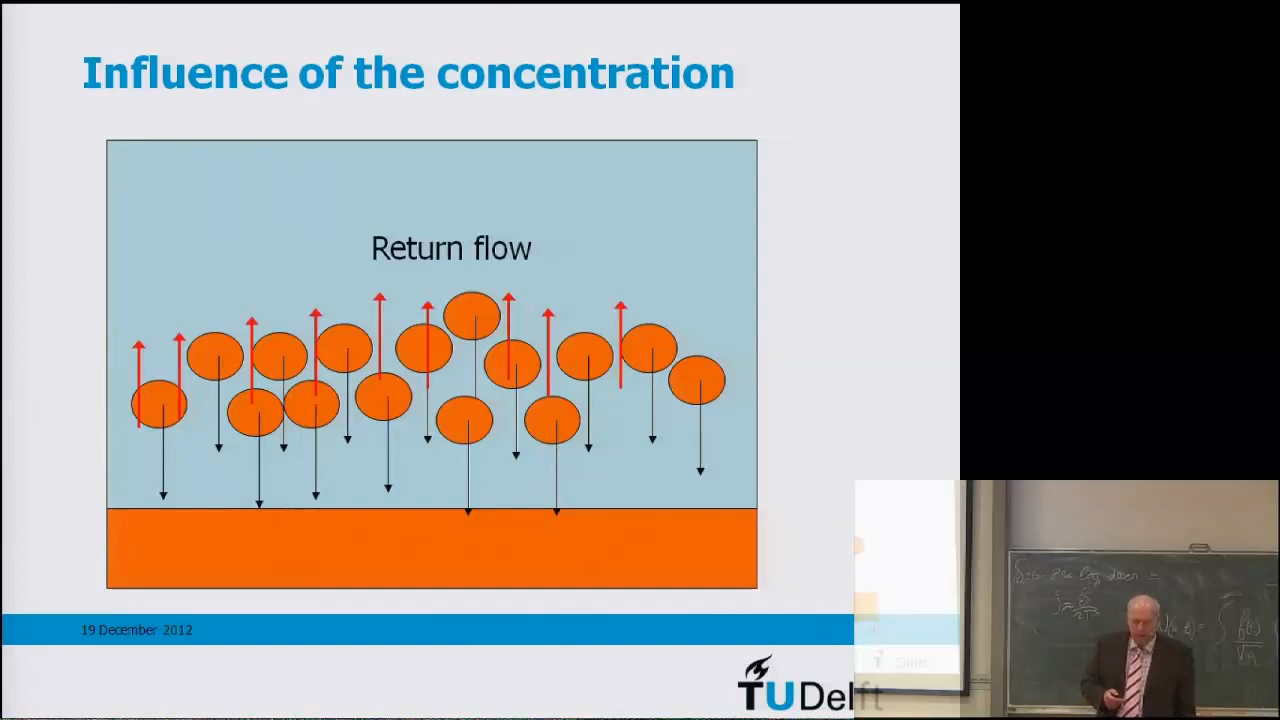 Influence of the concentration
Return flow
19 December 2012
TUDelft